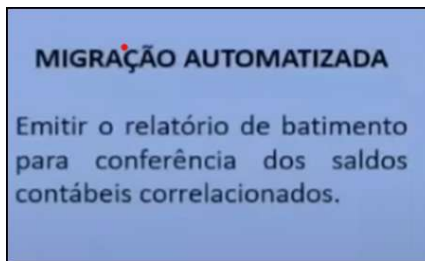 MIGRAÇÃO AUTOMATIZADA
Emitir o relatório de batimento
para conferência dos saldos
contábeis correlacionados.